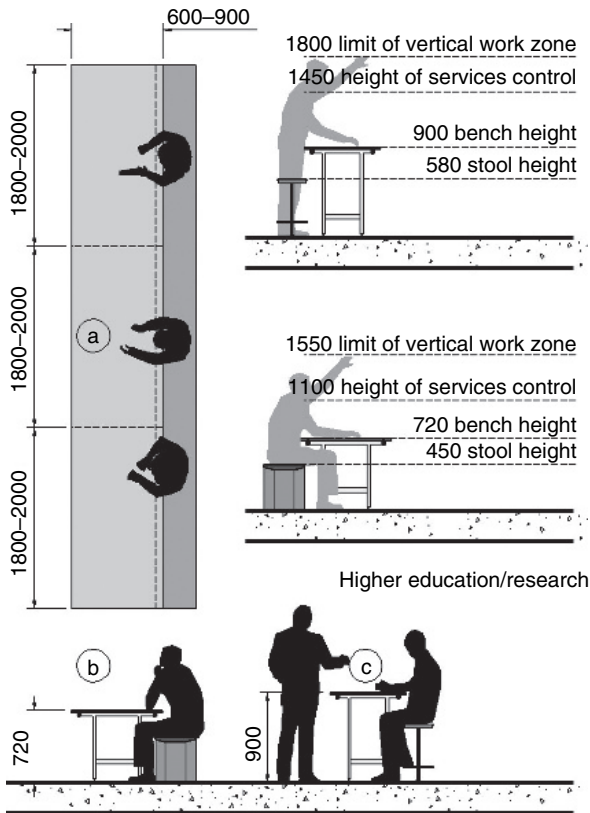 600–900
1800–2000
1800–2000
1800–2000
a
1800 limit of vertical work zone
1450 height of services control
900 bench height
580 stool height
1550 limit of vertical work zone
1100 height of services control
720 bench height
450 stool height
Higher education/research
b
720
c
900